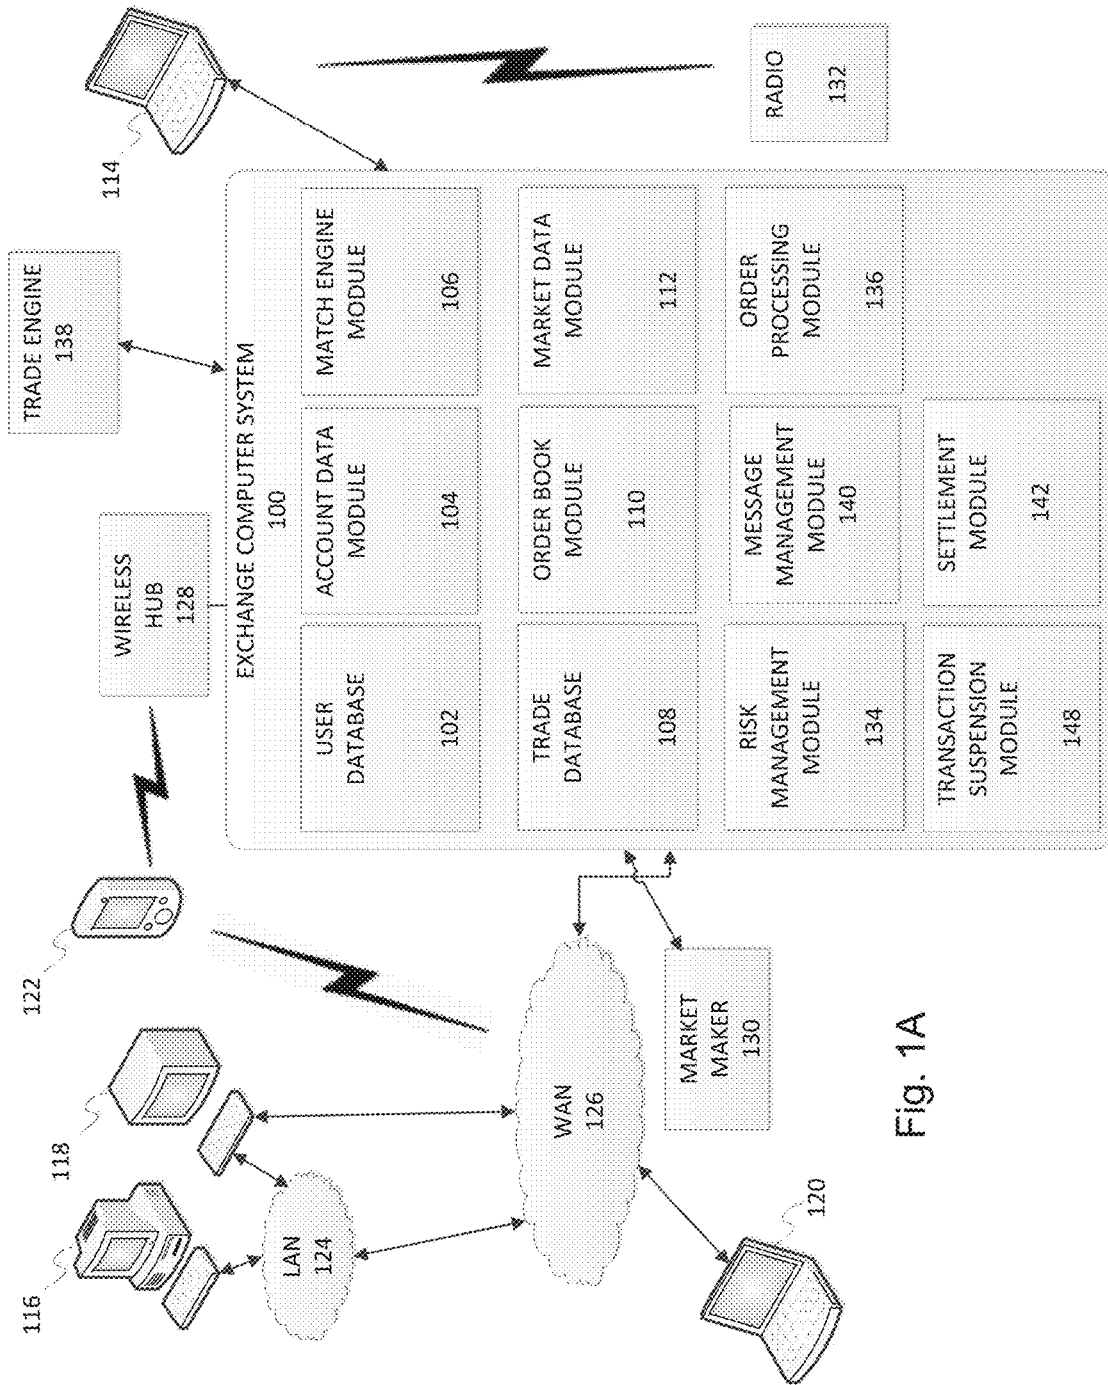 116
118
122
TRADE ENGINE
138
114
WIRELESS
HUB
128
LAN
124
WAN
126
120
MARKET
MAKER
130
EXCHANGE COMPUTER SYSTEM
100
USER
DATABASE
102
ACCOUNT DATA
MODULE
104
MATCH ENGINE
MODULE
106
TRADE
DATABASE
108
ORDER BOOK
MODULE
110
MARKET DATA
MODULE
112
RISK
MANAGEMENT
MODULE
134
MESSAGE
MANAGEMENT
MODULE
140
ORDER
PROCESSING
MODULE
136
TRANSACTION
SUSPENSION
MODULE
148
SETTLEMENT
MODULE
142
RADIO
132
Fig. 1A